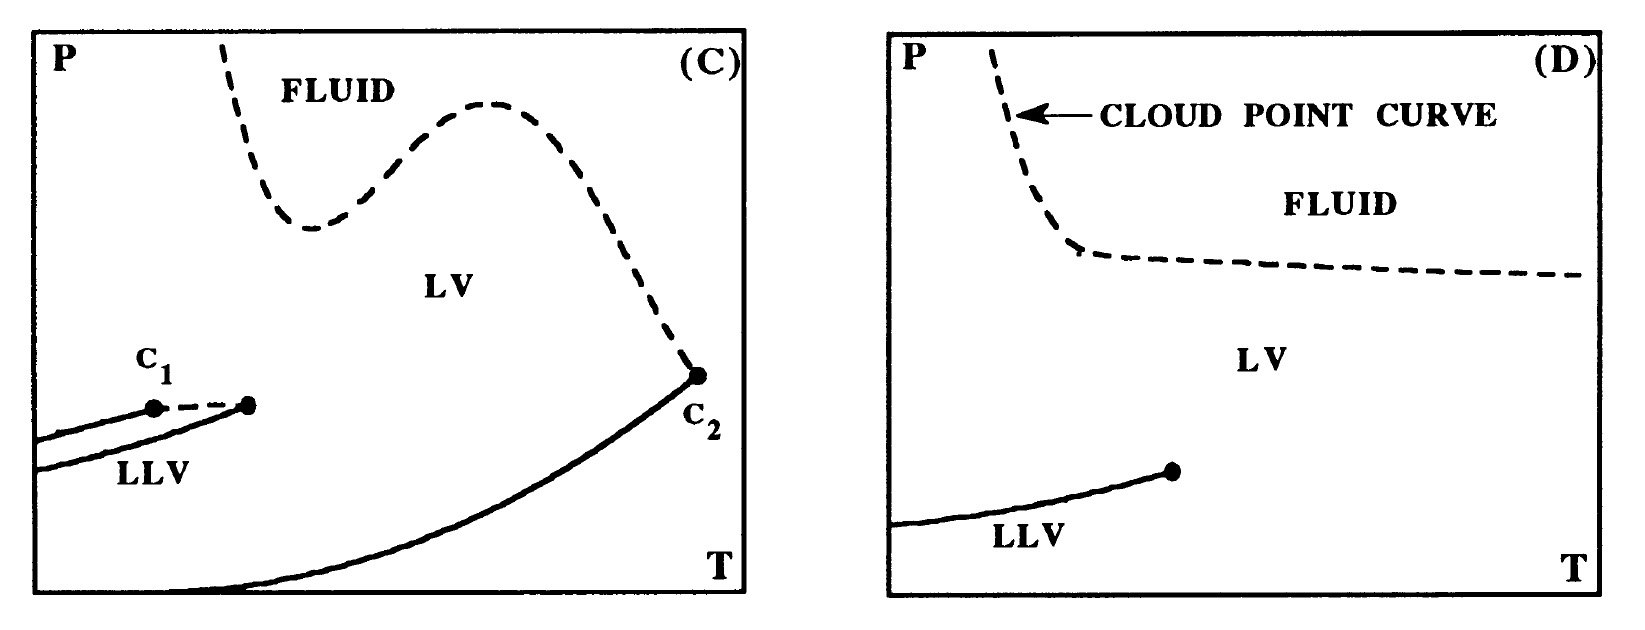 P
(C)
FLUID
LV
C1
C2
LLV
T
P
(D)
CLOUD POINT CURVE
FLUID
LV
LLV
T